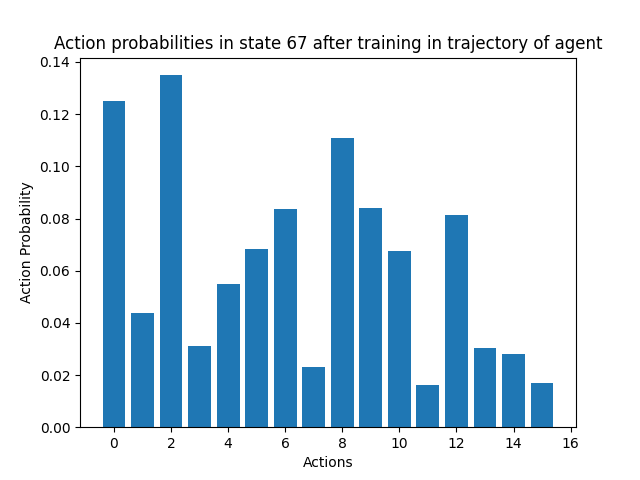 Action probabilities in state 67 after training in trajectory of agent
0.14
0.12
0.10
0.08
0.06
0.04
0.02
0.00
Action Probability
0 2 4 6 8 10 12 14 16
Actions